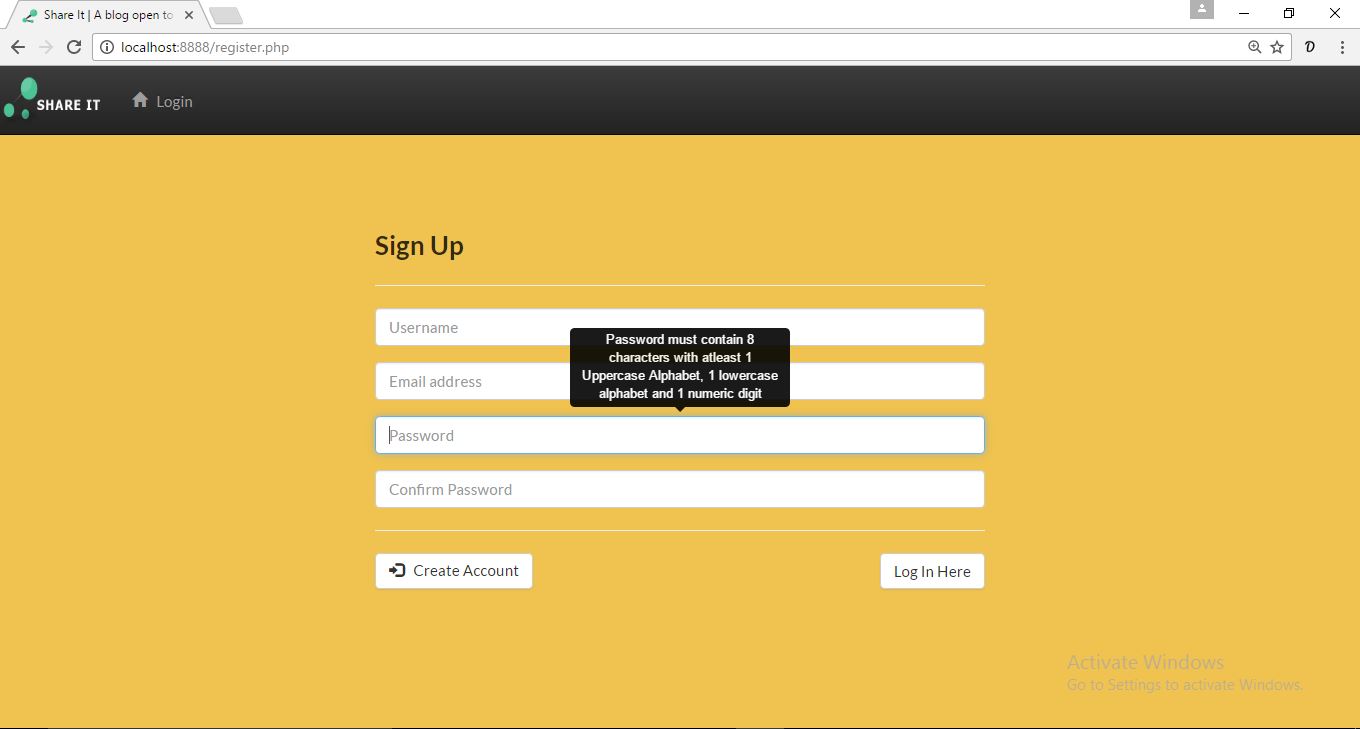 Share It | A blog open to
localhost:8888/register.php
SHARE IT
Login
Sign Up
Username
Password must contain 8
characters with atleast 1
Uppercase Alphabet, 1 lowercase
alphabet and 1 numeric digit
Email address
Password
Confirm Password
Create Account
Log In Here
Activate Windows
Go to Settings to activate Windows.